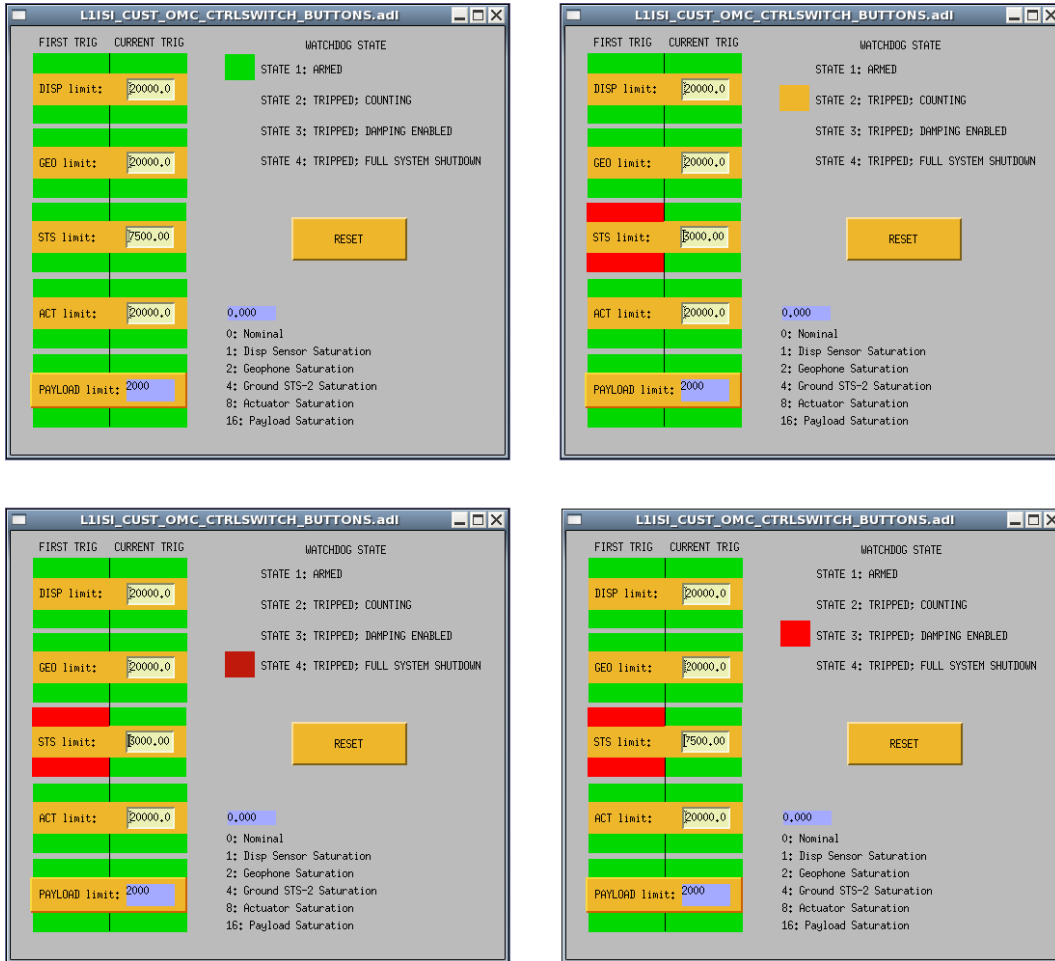 L1ISI_CUST_OMC_CTRLSWITCH_BUTTONS.adl
FIRST TRIG CURRENT TRIG
WATCHDOG STATE
STATE 1: ARMED
DISP limit: 20000.0
STATE 2: TRIPPED; COUNTING
STATE 3: TRIPPED; DAMPING ENABLED
GEO limit: 20000.0
STATE 4: TRIPPED; FULL SYSTEM SHUTDOWN
STS limit: 7500.00
RESET
ACT limit: 20000.0
0.000
0: Nominal
1: Disp Sensor Saturation
2: Geophone Saturation
PAYLOAD limit: 2000
4: Ground STS-2 Saturation
8: Actuator Saturation
16: Payload Saturation
L1ISI_CUST_OMC_CTRLSWITCH_BUTTONS.adl
FIRST TRIG CURRENT TRIG
WATCHDOG STATE
STATE 1: ARMED
DISP limit: 20000.0
STATE 2: TRIPPED; COUNTING
STATE 3: TRIPPED; DAMPING ENABLED
GEO limit: 20000.0
STATE 4: TRIPPED; FULL SYSTEM SHUTDOWN
STS limit: 3000.00
RESET
ACT limit: 20000.0
0.000
0: Nominal
1: Disp Sensor Saturation
2: Geophone Saturation
PAYLOAD limit: 2000
4: Ground STS-2 Saturation
8: Actuator Saturation
16: Payload Saturation
L1ISI_CUST_OMC_CTRLSWITCH_BUTTONS.adl
FIRST TRIG CURRENT TRIG
WATCHDOG STATE
STATE 1: ARMED
DISP limit: 20000.0
STATE 2: TRIPPED; COUNTING
STATE 3: TRIPPED; DAMPING ENABLED
GEO limit: 20000.0
STATE 4: TRIPPED; FULL SYSTEM SHUTDOWN
STS limit: 3000.00
RESET
ACT limit: 20000.0
0.000
0: Nominal
1: Disp Sensor Saturation
2: Geophone Saturation
PAYLOAD limit: 2000
4: Ground STS-2 Saturation
8: Actuator Saturation
16: Payload Saturation
L1ISI_CUST_OMC_CTRLSWITCH_BUTTONS.adl
FIRST TRIG CURRENT TRIG
WATCHDOG STATE
STATE 1: ARMED
DISP limit: 20000.0
STATE 2: TRIPPED; COUNTING
STATE 3: TRIPPED; DAMPING ENABLED
GEO limit: 20000.0
STATE 4: TRIPPED; FULL SYSTEM SHUTDOWN
STS limit: 7500.00
RESET
ACT limit: 20000.0
0.000
0: Nominal
1: Disp Sensor Saturation
2: Geophone Saturation
PAYLOAD limit: 2000
4: Ground STS-2 Saturation
8: Actuator Saturation
16: Payload Saturation